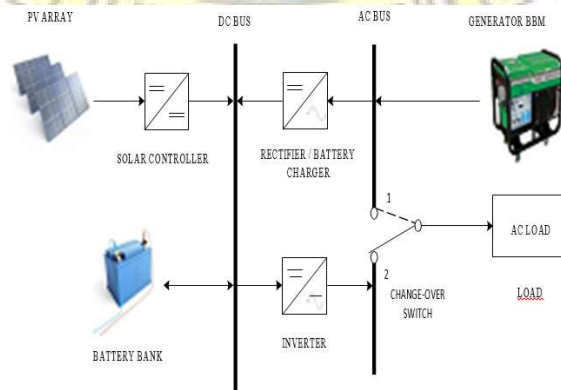 PV ARRAY
DC BUS
AC BUS
GENERATOR BBM
SOLAR CONTROLLER
RECTIFIER / BATTERY
CHARGER
1
AC LOAD
2
CHANGE-OVER
SWITCH
LOAD
BATTERY BANK
INVERTER